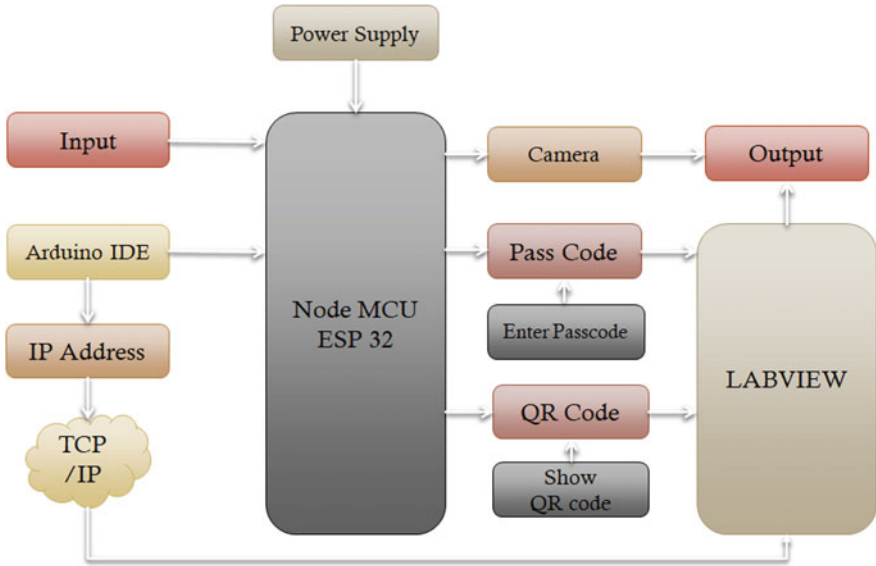 Power Supply
Input
Camera
Output
Arduino IDE
Pass Code
Node MCU
ESP 32
Enter Passcode
IP Address
LABVIEW
QR Code
TCP
/IP
Show
QR code